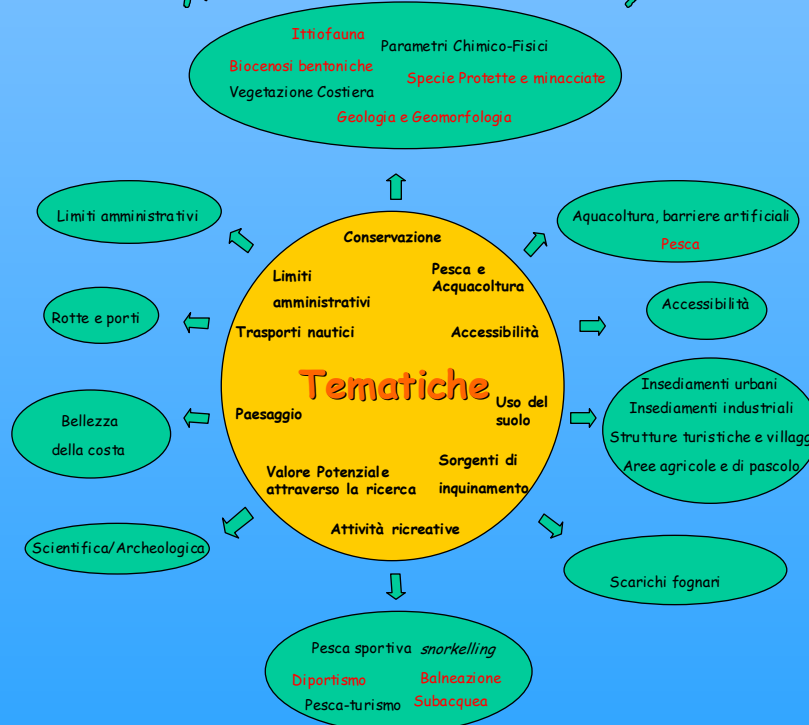 Ittiofauna
Parametri Chimico-Fisici
Biocenosi bentoniche
Specie Protette e minacciate
Vegetazione Costiera
Geologia e Geomorfologia
Limiti amministrativi
Aquacoltura, barriere artificiali
Pesca
Conservazione
Limiti
amministrativi
Pesca e
Acquacoltura
Rotte e porti
Trasporti nautici
Accessibilità
Accessibilità
Tematiche
Insediamenti urbani
Insediamenti industriali
Strutture turistiche e villagg
Aree agricole e di pascolo
Bellezza
della costa
Paesaggio
Uso del
suolo
Valore Potenziale
attraverso la ricerca
Sorgenti di
inquinamento
Attività ricreative
Scientifica/Archeologica
Scarichi fognari
Pesca sportiva snorkelling
Diportismo
Balneazione
Pesca-turismo
Subacquea